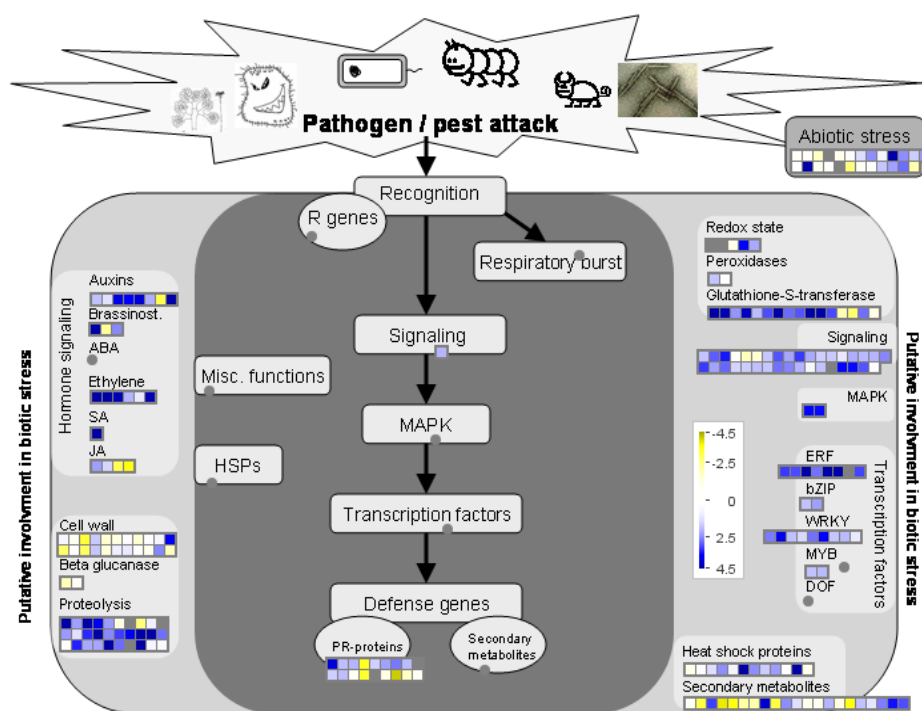 Pathogen / pest attack
Abiotic stress
Recognition
R genes
Respiratory burst
Redox state
Peroxidases
Glutathione-S-transferase
Auxins
Brassinost.
ABA
Ethylene
SA
JA
Hormone signaling
Signaling
Signaling
Misc. functions
MAPK
MAPK
HSPs
-4.5
-2.5
0
2.5
4.5
ERF
bZIP
WRKY
MYB
DOF
Transcription factors
Transcription factors
Cell wall
Beta glucanase
Proteolysis
Defense genes
PR-proteins
Secondary
metabolites
Heat shock proteins
Secondary metabolites
Putative involvment in biotic stress
Putative involvment in biotic stress